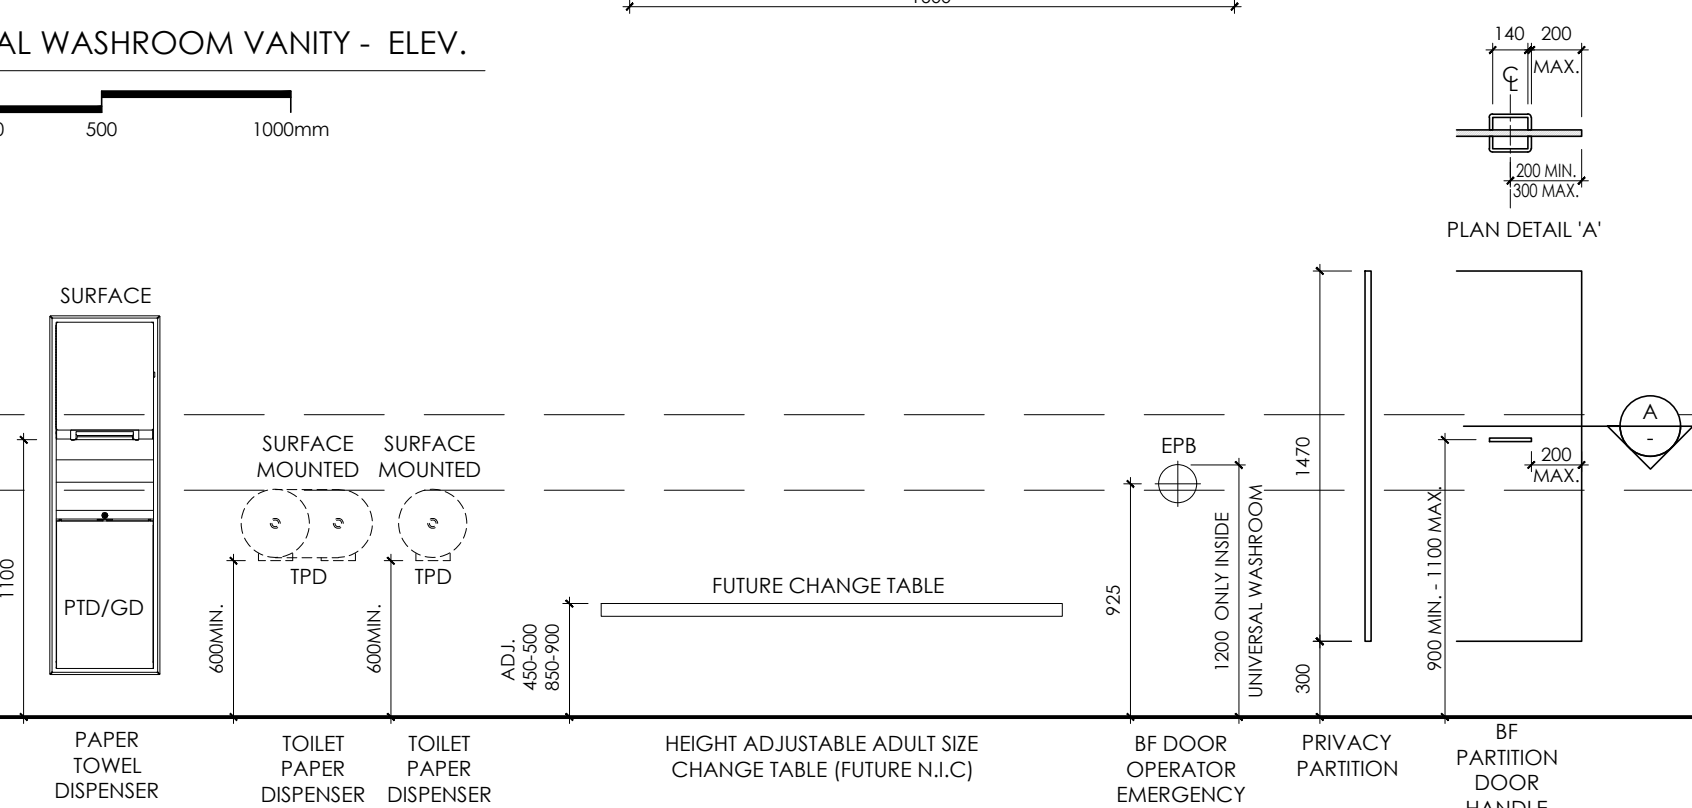 AL WASHROOM VANITY - ELEV.
500
1000mm
140
200
MAX.
CL
200 MIN.
300 MAX.
PLAN DETAIL 'A'
SURFACE
PTD/GD
1100
SURFACE
MOUNTED
TPD
600MIN.
SURFACE
MOUNTED
TPD
600MIN.
FUTURE CHANGE TABLE
ADJ.
450-500
850-900
EPB
925
1200 ONLY INSIDE
UNIVERSAL WASHROOM
1470
300
900 MIN. - 1100 MAX.
200
MAX.
A
-
PAPER
TOWEL
DISPENSER
TOILET
PAPER
DISPENSER
TOILET
PAPER
DISPENSER
HEIGHT ADJUSTABLE ADULT SIZE
CHANGE TABLE (FUTURE N.I.C)
BF DOOR
OPERATOR
EMERGENCY
PRIVACY
PARTITION
BF
PARTITION
DOOR
HANDLE